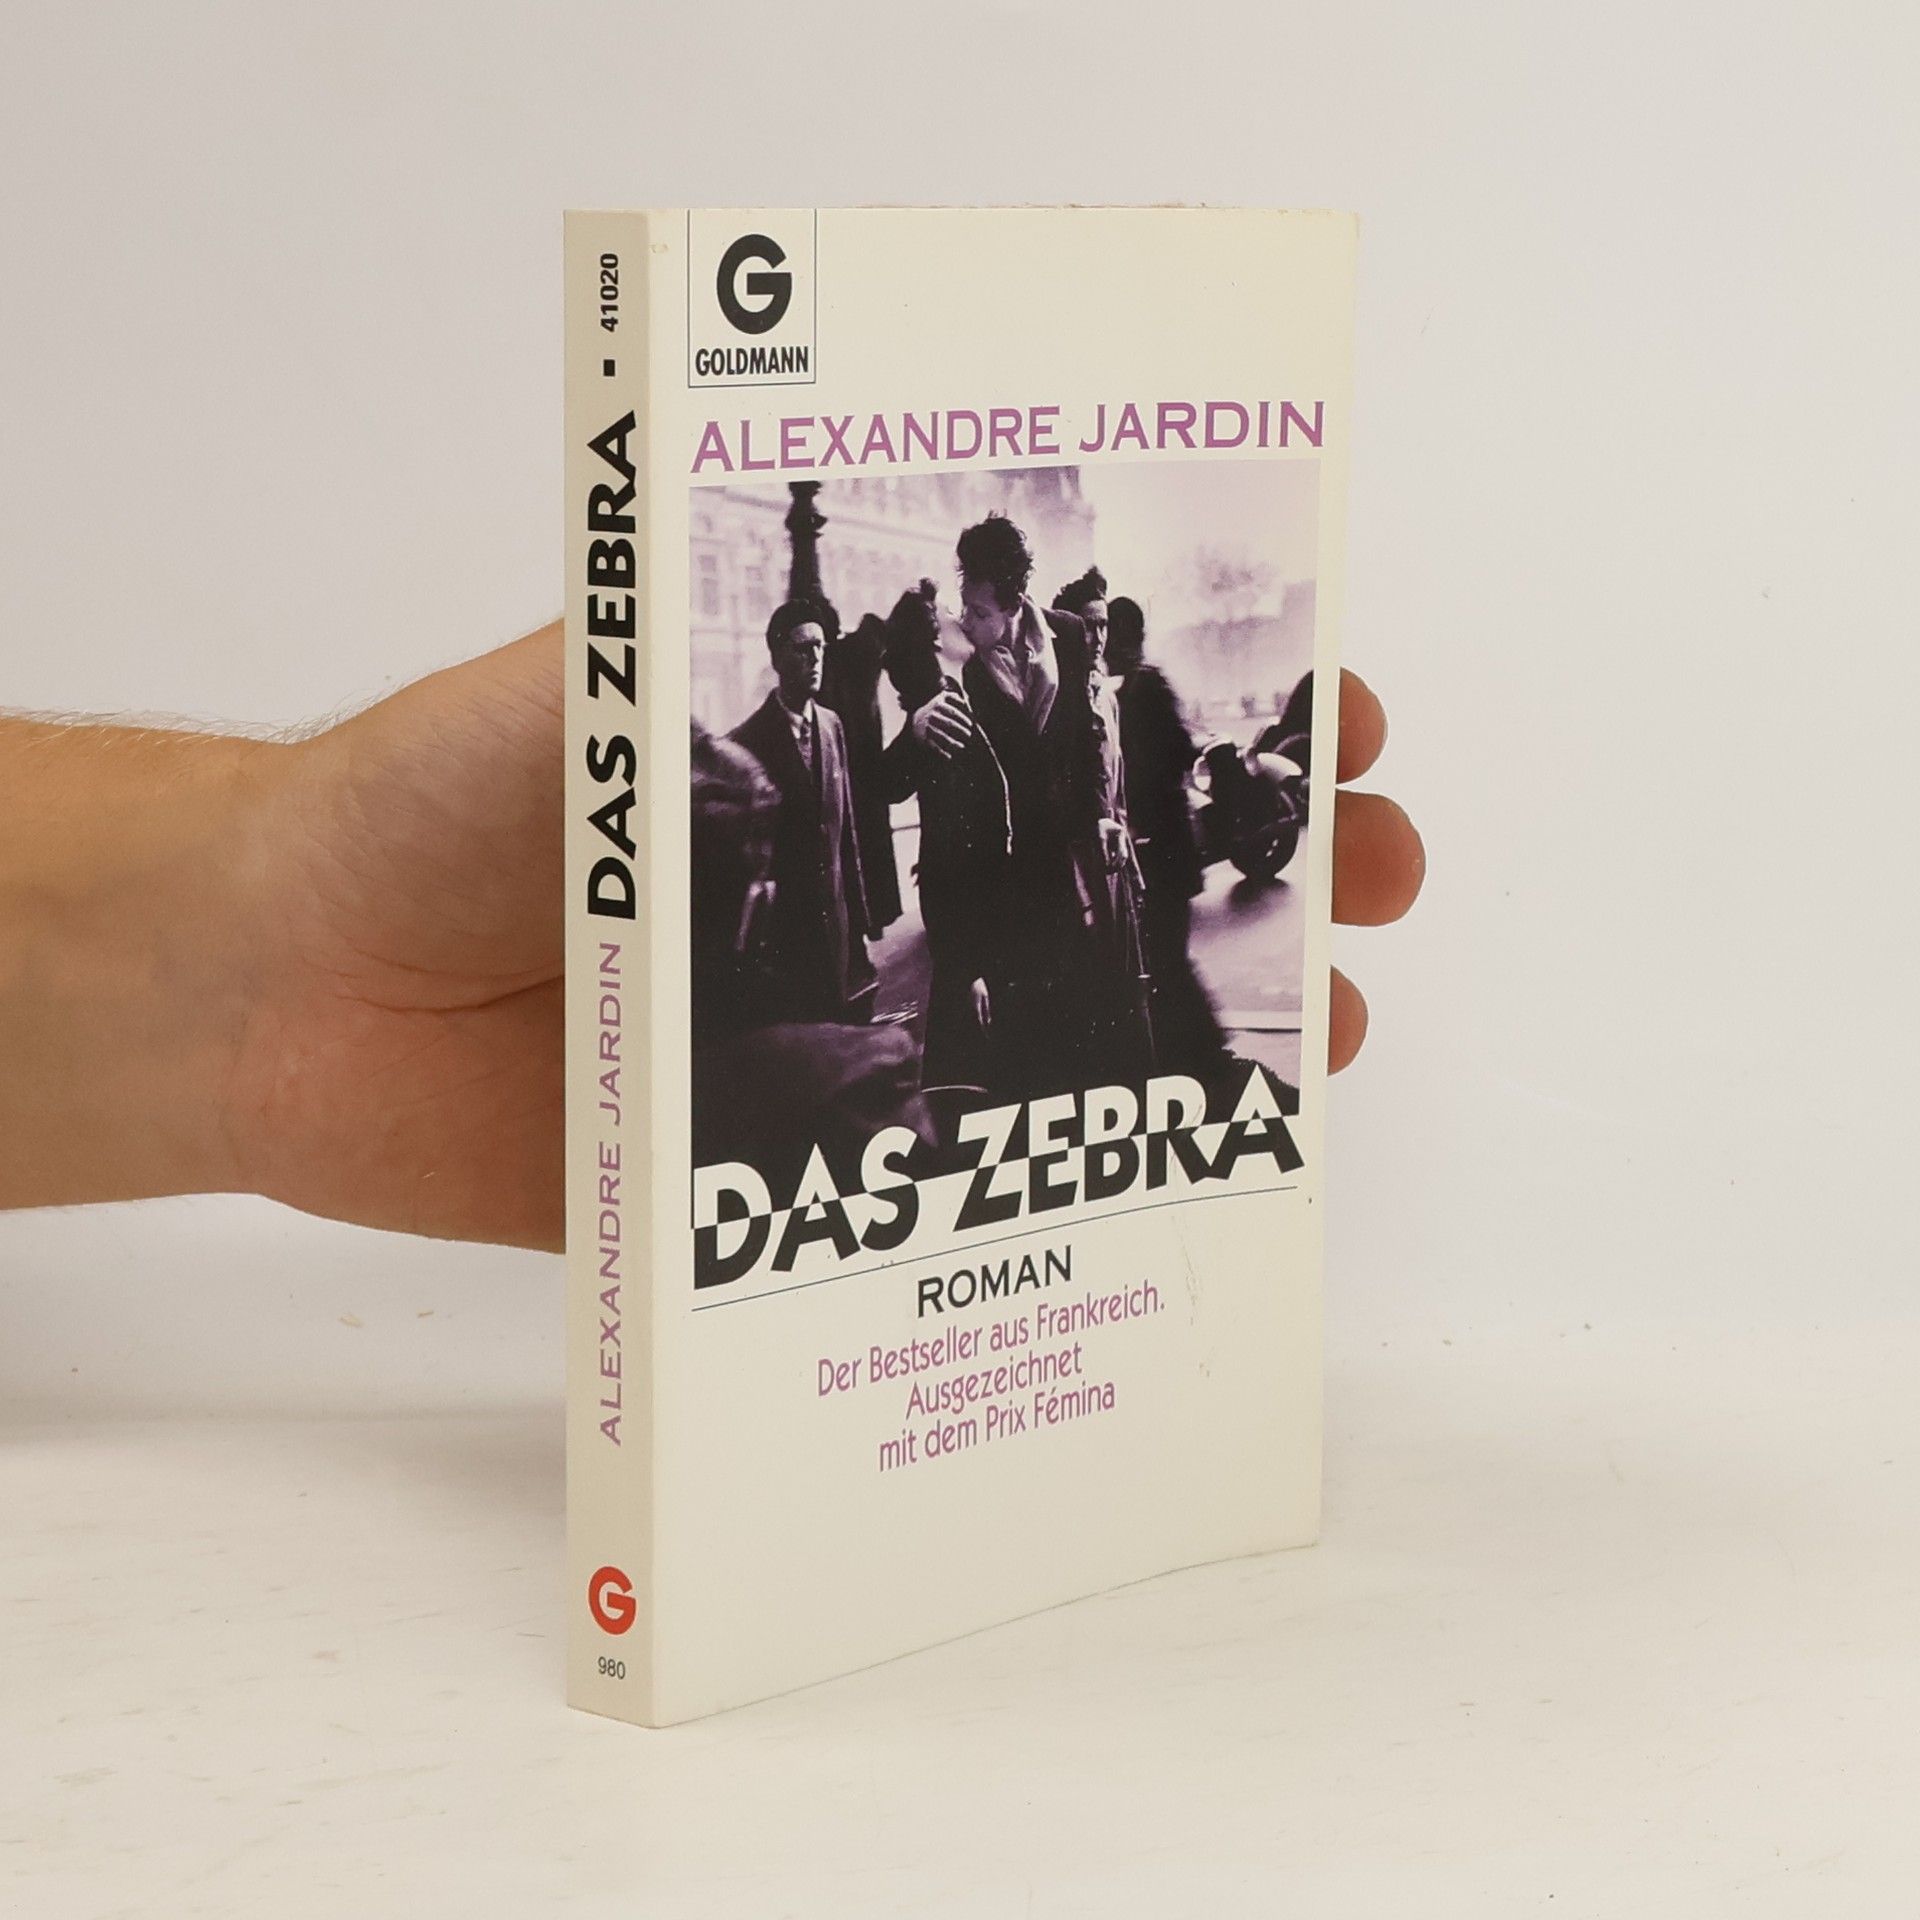 41020
ALEXANDRE JARDIN DAS ZEBRA ▪ 
G
980
G
GOLDMANN
ALEXANDRE JARDIN
DAS ZEBRA
ROMAN
Der Bestseller aus Frankreich.
Ausgezeichnet
mit dem Prix Fémina